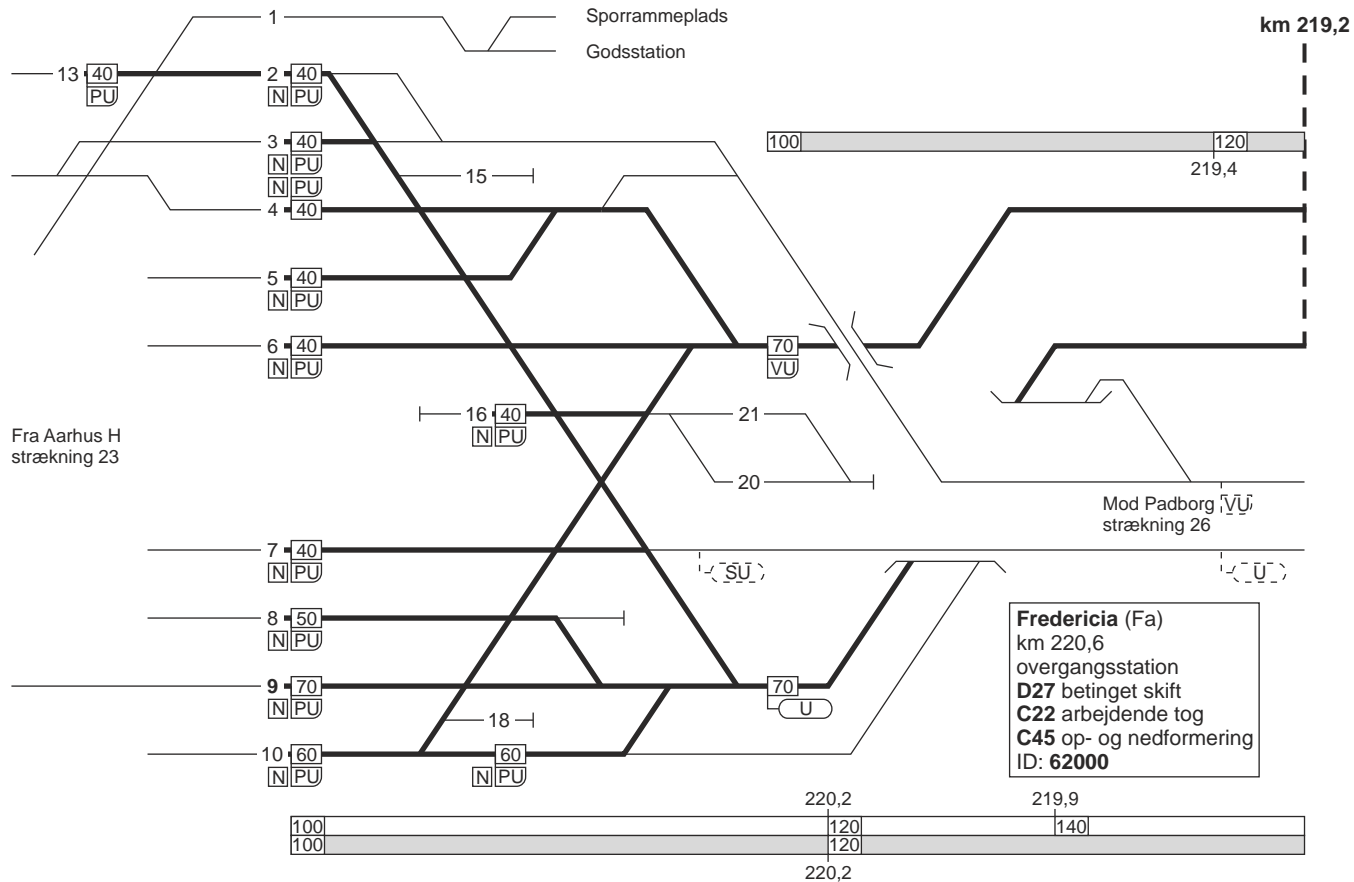 1
Sporrammeplads
Godsstation
km 219,2
13 40
PU
2 40
N PU
3 40
N PU
100
120
219,4
15
N PU
4 40
5 40
N PU
6 40
N PU
70
VU
16 40
N PU
21
20
Fra Aarhus H
strækning 23
Mod Padborg
strækning 26
VU
7 40
N PU
SU
U
8 50
N PU
9 70
N PU
70
U
18
10 60
N PU
60
N PU
Fredericia (Fa)
km 220,6
overgangsstation
D27 betinget skift
C22 arbejdende tog
C45 op- og nedformering
ID: 62000
220,2
219,9
100
120
140
100
120
220,2